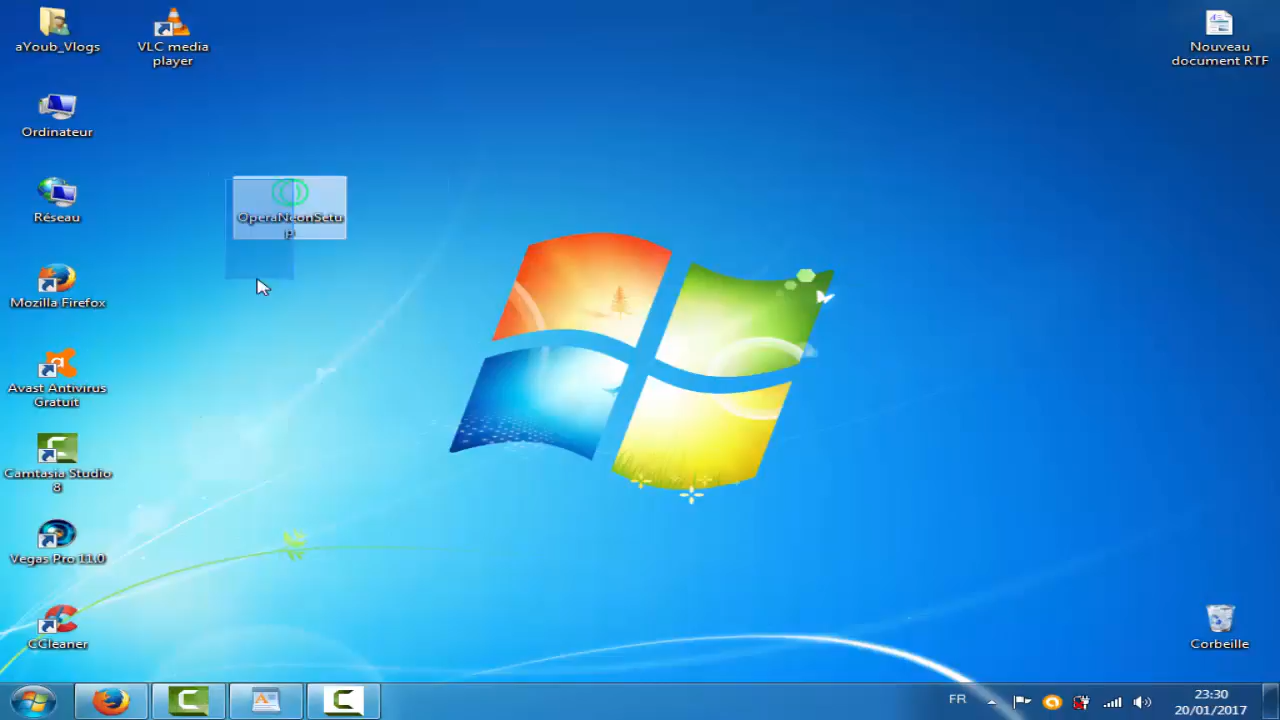 aYoub_Vlogs
VLC media
player
Nouveau
document RTF
Ordinateur
Réseau
OperaNeonSetu
p
Mozilla Firefox
Avast Antivirus
Gratuit
Camtasia Studio
8
Vegas Pro 11.0
CCleaner
Corbeille
FR
23:30
20/01/2017